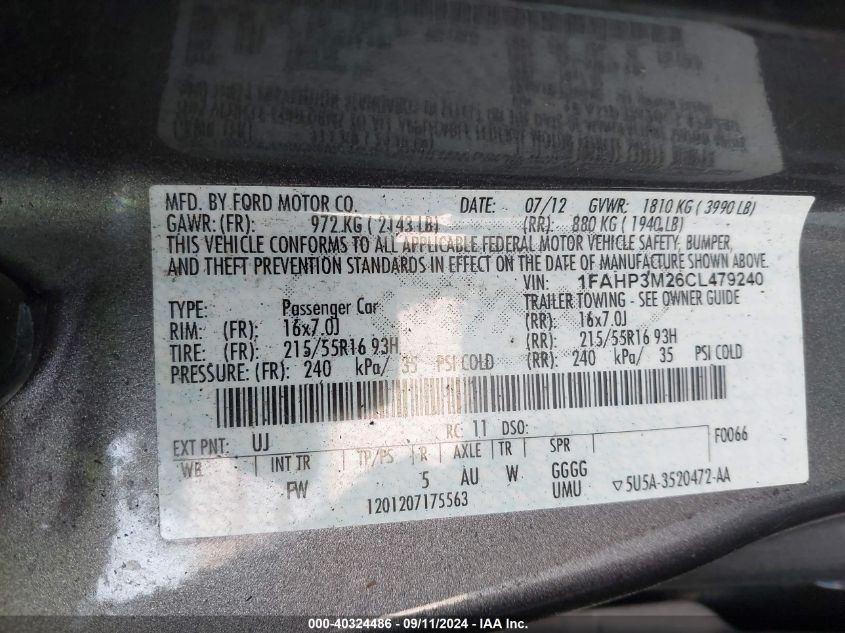 MFD. BY FORD MOTOR CO. DATE: 07/12 GVWR: 1810 KG ( 3990 LB)
GAWR: (FR): 972 KG ( 2143 LB) (RR): 880 KG ( 1940 LB)
THIS VEHICLE CONFORMS TO ALL APPLICABLE FEDERAL MOTOR VEHICLE SAFETY, BUMPER,
AND THEFT PREVENTION STANDARDS IN EFFECT ON THE DATE OF MANUFACTURE SHOWN ABOVE.
VIN: 1FAHP3M26CL479240
TYPE: Passenger Car TRAILER TOWING - SEE OWNER GUIDE
RIM: (FR): 16x7.0J (RR): 16x7.0J
TIRE: (FR): 215/55R16 93H (RR): 215/55R16 93H
PRESSURE: (FR): 240 kPa/ 35 PSI COLD (RR): 240 kPa/ 35 PSI COLD
EXT PNT: UJ RC: 11 DSO: F0066
WB INT TR TP/PS R AXLE TR SPR
FW 5 AU W GGGG
UMU ▽5U5A-3520472-AA
1201207175563
000-40324486 - 09/11/2024 - IAA Inc.